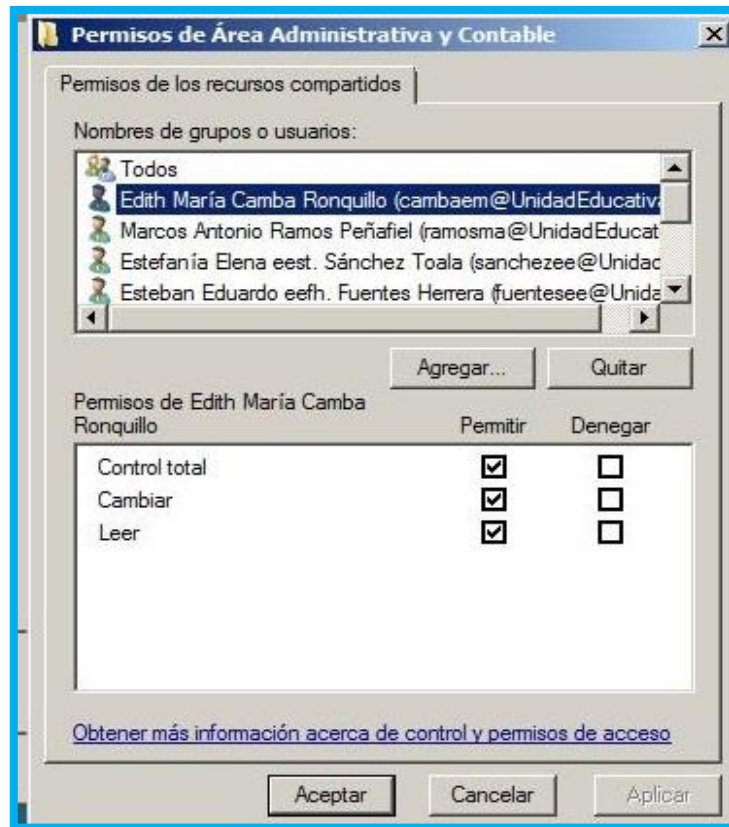 Permisos de Área Administrativa y Contable
Permisos de los recursos compartidos
Nombres de grupos o usuarios:
Todos
Edith María Camba Ronquillo (cambaem@UnidadEducativa
Marcos Antonio Ramos Peñafiel (ramosma@UnidadEducat
Estefanía Elena eest. Sánchez Toala (sanchezee@Unidad
Esteban Eduardo eefh. Fuentes Herrera (fuentesee@Unida
Agregar... Quitar
Permisos de Edith María Camba
Ronquillo Permitir Denegar
Control total
Cambiar
Leer
Obtener más información acerca de control y permisos de acceso
Aceptar Cancelar Aplicar